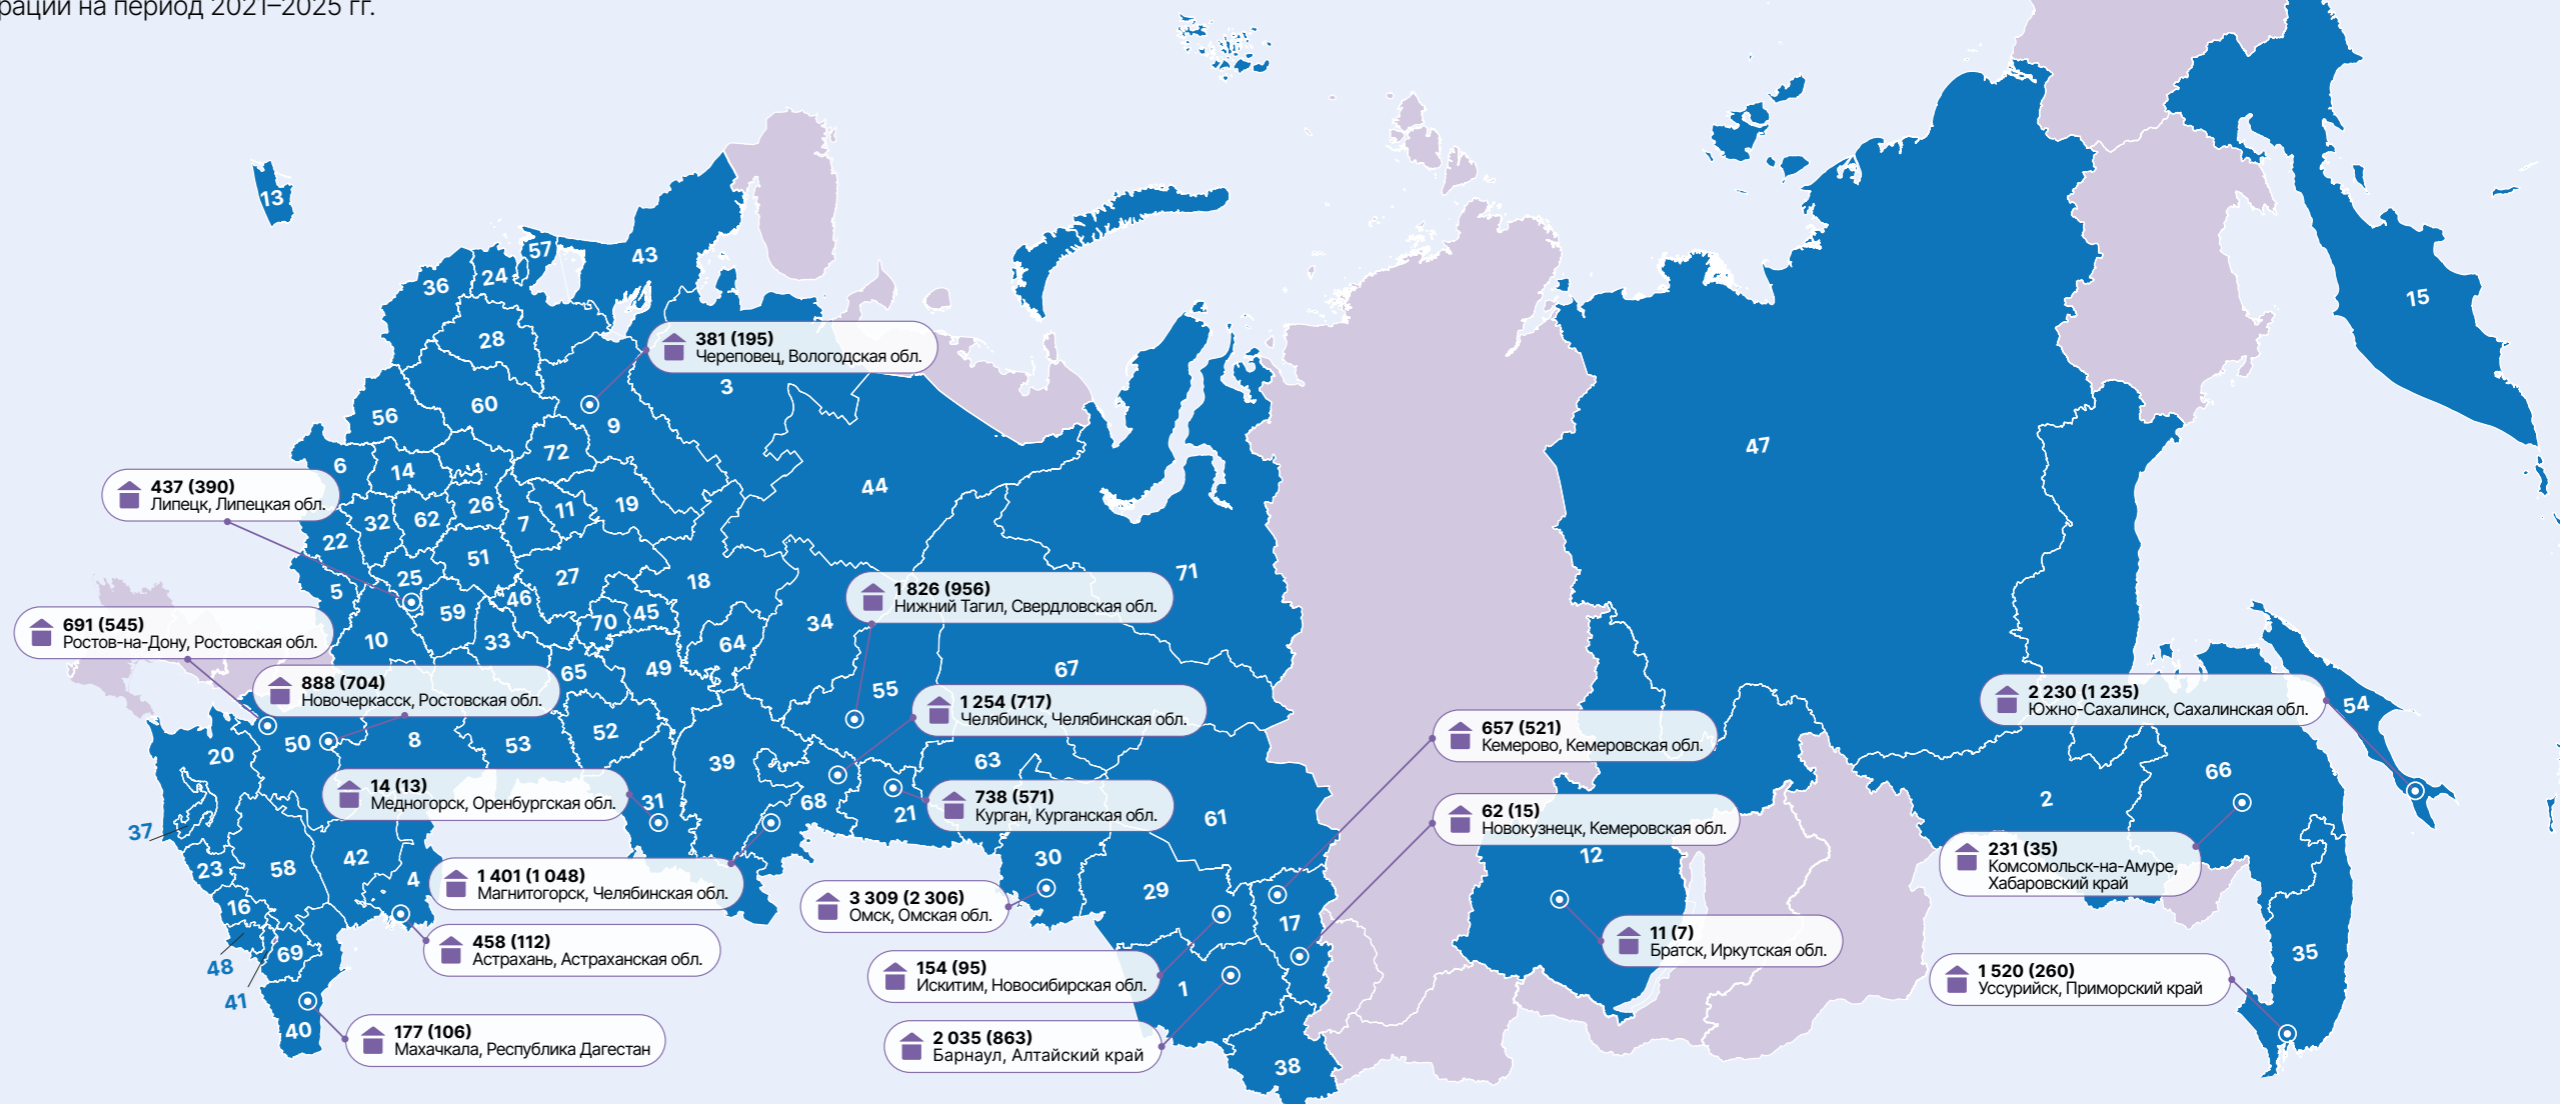 рации на период 2021–2025 гг.
13
57
43
36
24
28
15
381 (195)
Череповец, Вологодская обл.
3
60
56
9
47
72
6
14
44
437 (390)
Липецк, Липецкая обл.
26
19
11
32
62
7
22
51
71
25
27
18
5
1 826 (956)
Нижний Тагил, Свердловская обл.
46
59
70
45
34
691 (545)
Ростов-на-Дону, Ростовская обл.
10
33
64
65
49
67
888 (704)
Новочеркасск, Ростовская обл.
55
1 254 (717)
Челябинск, Челябинская обл.
2 230 (1 235)
Южно-Сахалинск, Сахалинская обл.
54
657 (521)
Кемерово, Кемеровская обл.
20
50
8
53
52
39
63
66
14 (13)
Медногорск, Оренбургская обл.
31
68
21
738 (571)
Курган, Курганская обл.
61
62 (15)
Новокузнецк, Кемеровская обл.
2
37
12
231 (35)
Комсомольск-на-Амуре,
Хабаровский край
23
58
42
4
30
1 401 (1 048)
Магнитогорск, Челябинская обл.
29
3 309 (2 306)
Омск, Омская обл.
16
17
458 (112)
Астрахань, Астраханская обл.
11 (7)
Братск, Иркутская обл.
69
35
48
154 (95)
Искитим, Новосибирская обл.
1
1 520 (260)
Уссурийск, Приморский край
41
40
177 (106)
Махачкала, Республика Дагестан
2 035 (863)
Барнаул, Алтайский край
38